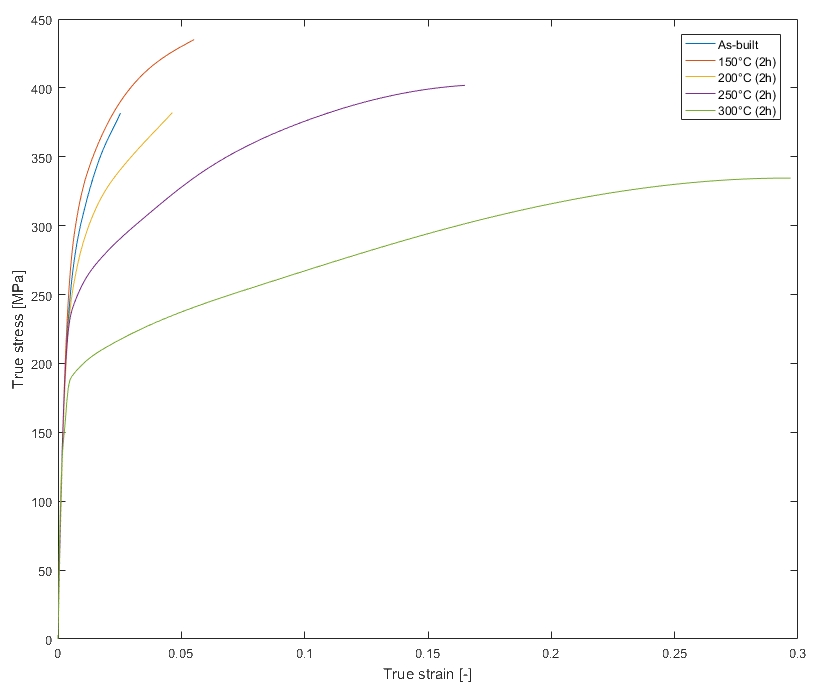 450
400
350
300
250
200
150
100
50
0
True stress [MPa]
As-built
150°C (2h)
200°C (2h)
250°C (2h)
300°C (2h)
0
0.05
0.1
0.15
0.2
0.25
0.3
True strain [-]